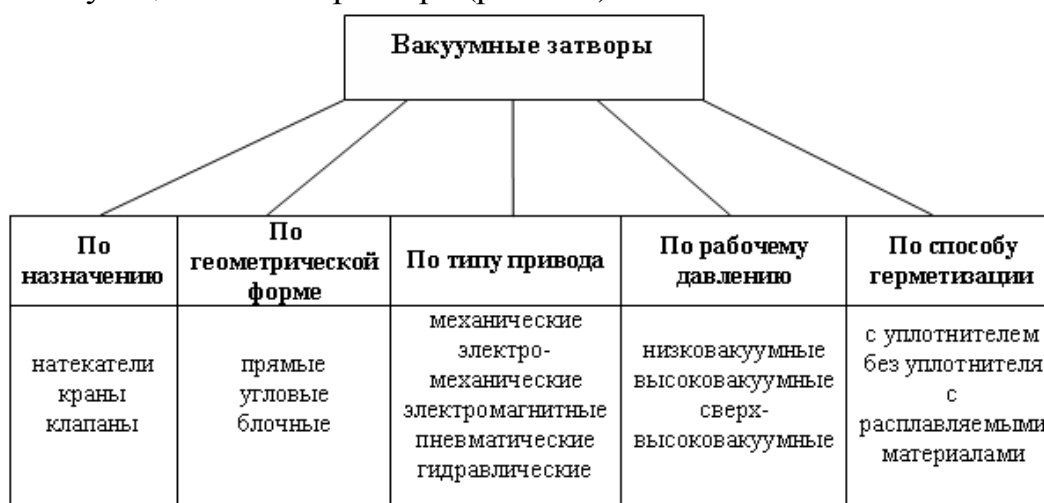 Вакуумные затворы
По
назначению
По
геометрической
форме
По типу привода
По рабочему
давлению
По способу
герметизации
натекатели
краны
клапаны
прямые
угловые
блочные
механические
электро-
механические
электромагнитные
пневматические
гидравлические
низковакуумные
высоковакуумные
сверх-
высоковакуумные
с уплотнителем
без уплотнителя
с
расплавляемыми
материалами